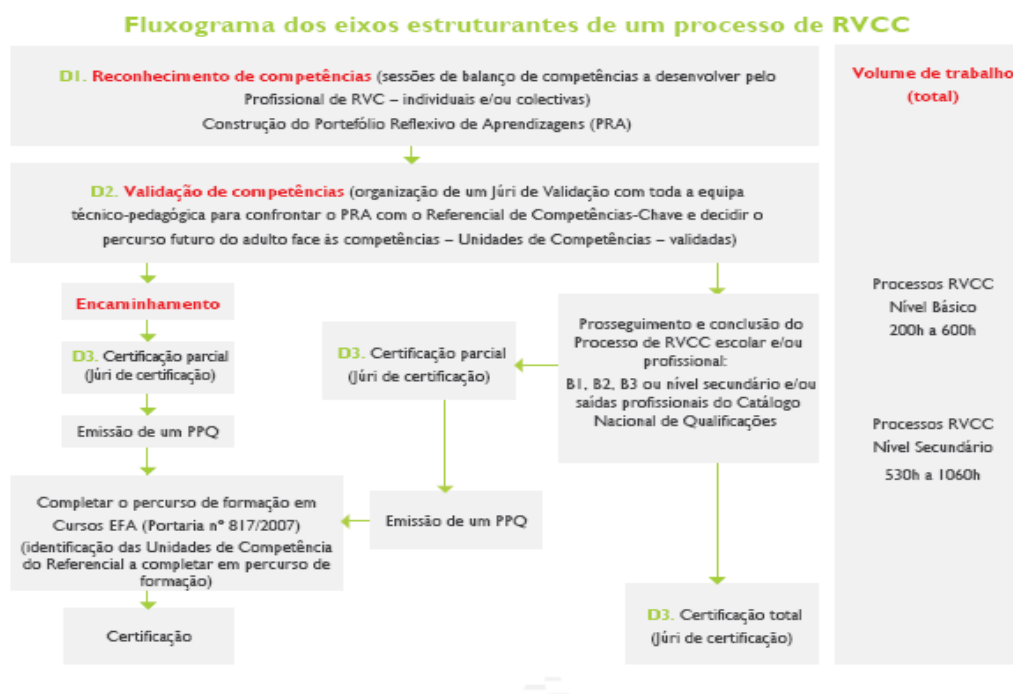 Fluxograma dos eixos estruturantes de um processo de RVCC
D1. Reconhecimento de competências (sessões de balanço de competências a desenvolver pelo
Profissional de RVC – individuais e/ou colectivas)
Construção do Portefólio Reflexivo de Aprendizagens (PRA)
Volume de trabalho
(total)
D2. Validação de competências (organização de um Júri de Validação com toda a equipa
técnico-pedagógica para confrontar o PRA com o Referencial de Competências-Chave e decidir o
percurso futuro do adulto face às competências – Unidades de Competências – validadas)
Encaminhamento
D3. Certificação parcial
(Júri de certificação)
Emissão de um PPQ
D3. Certificação parcial
(Júri de certificação)
Prosseguimento e conclusão do
Processo de RVCC escolar e/ou
profissional:
B1, B2, B3 ou nível secundário e/ou
saídas profissionais do Catálogo
Nacional de Qualificações
Processos RVCC
Nível Básico
200h a 600h
Processos RVCC
Nível Secundário
530h a 1060h
Completar o percurso de formação em
Cursos EFA (Portaria nº 817/2007)
(identificação das Unidades de Competência
do Referencial a completar em percurso de
formação)
Emissão de um PPQ
Certificação
D3. Certificação total
(Júri de certificação)